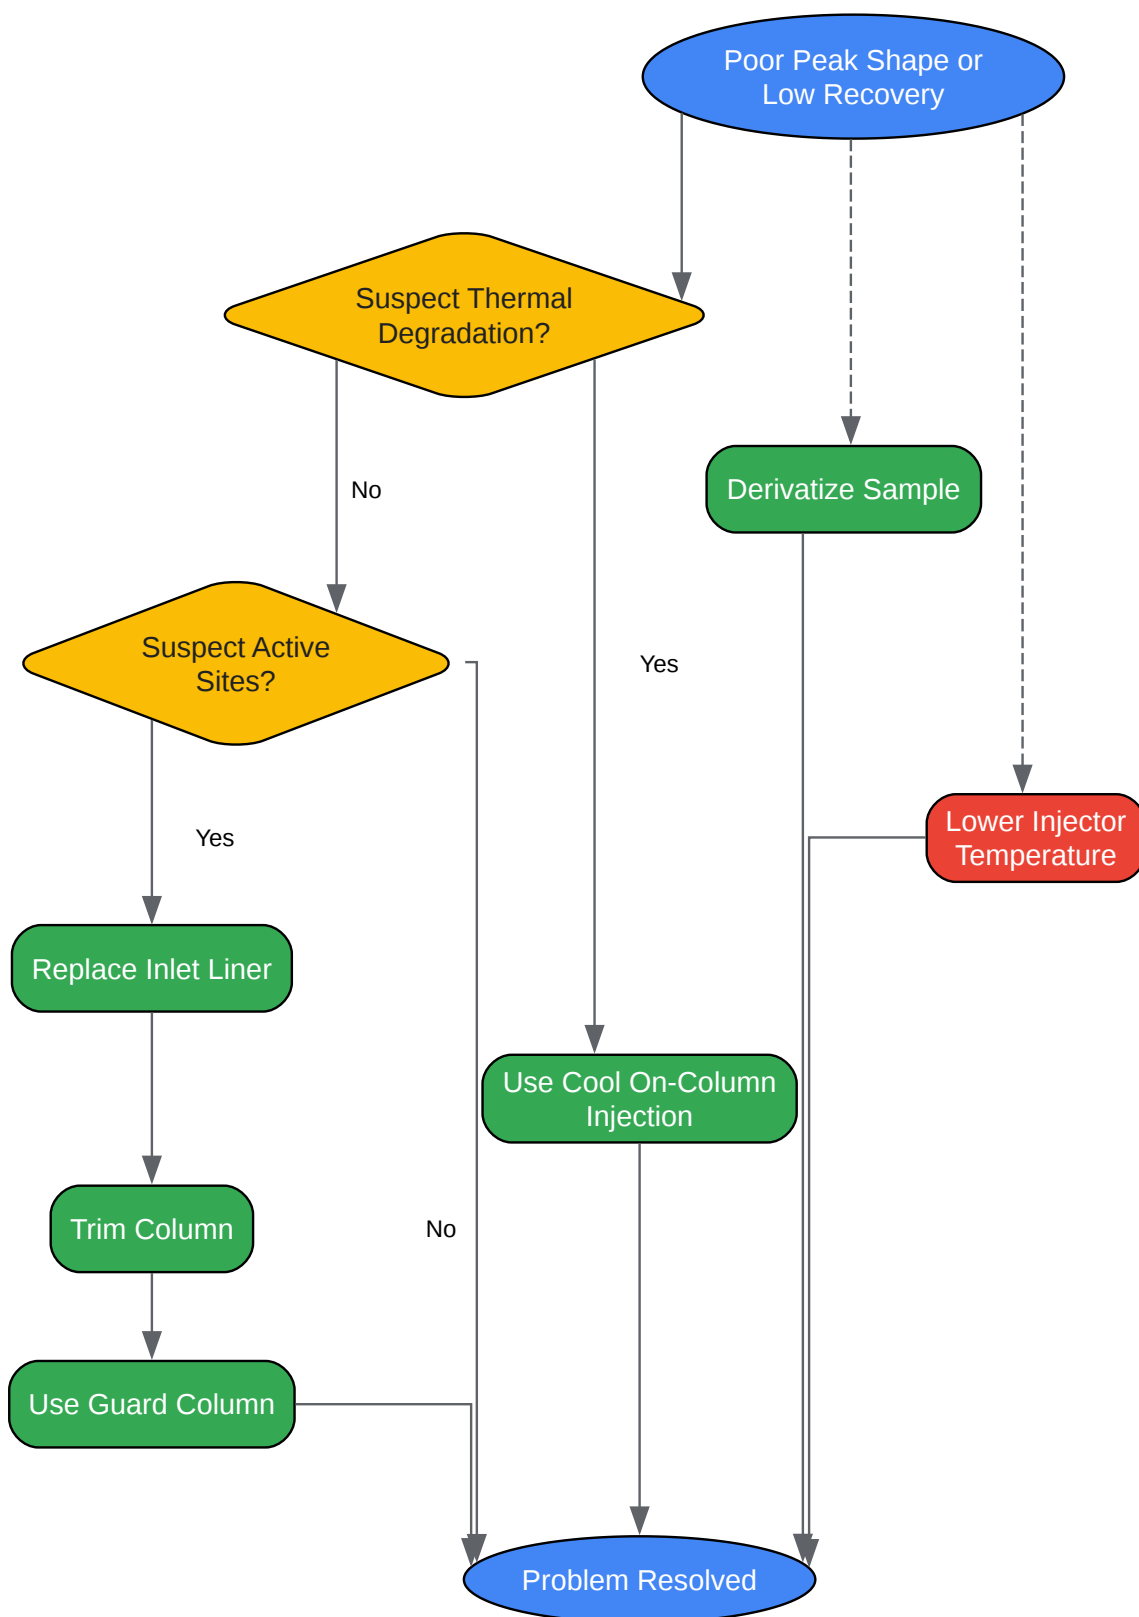 Poor Peak Shape or
Low Recovery
Suspect Thermal
Degradation?
No
Derivatize Sample
Suspect Active
Sites?
Yes
Yes
Lower Injector
Temperature
Replace Inlet Liner
Use Cool On-Column
Injection
Trim Column
No
Use Guard Column
Problem Resolved